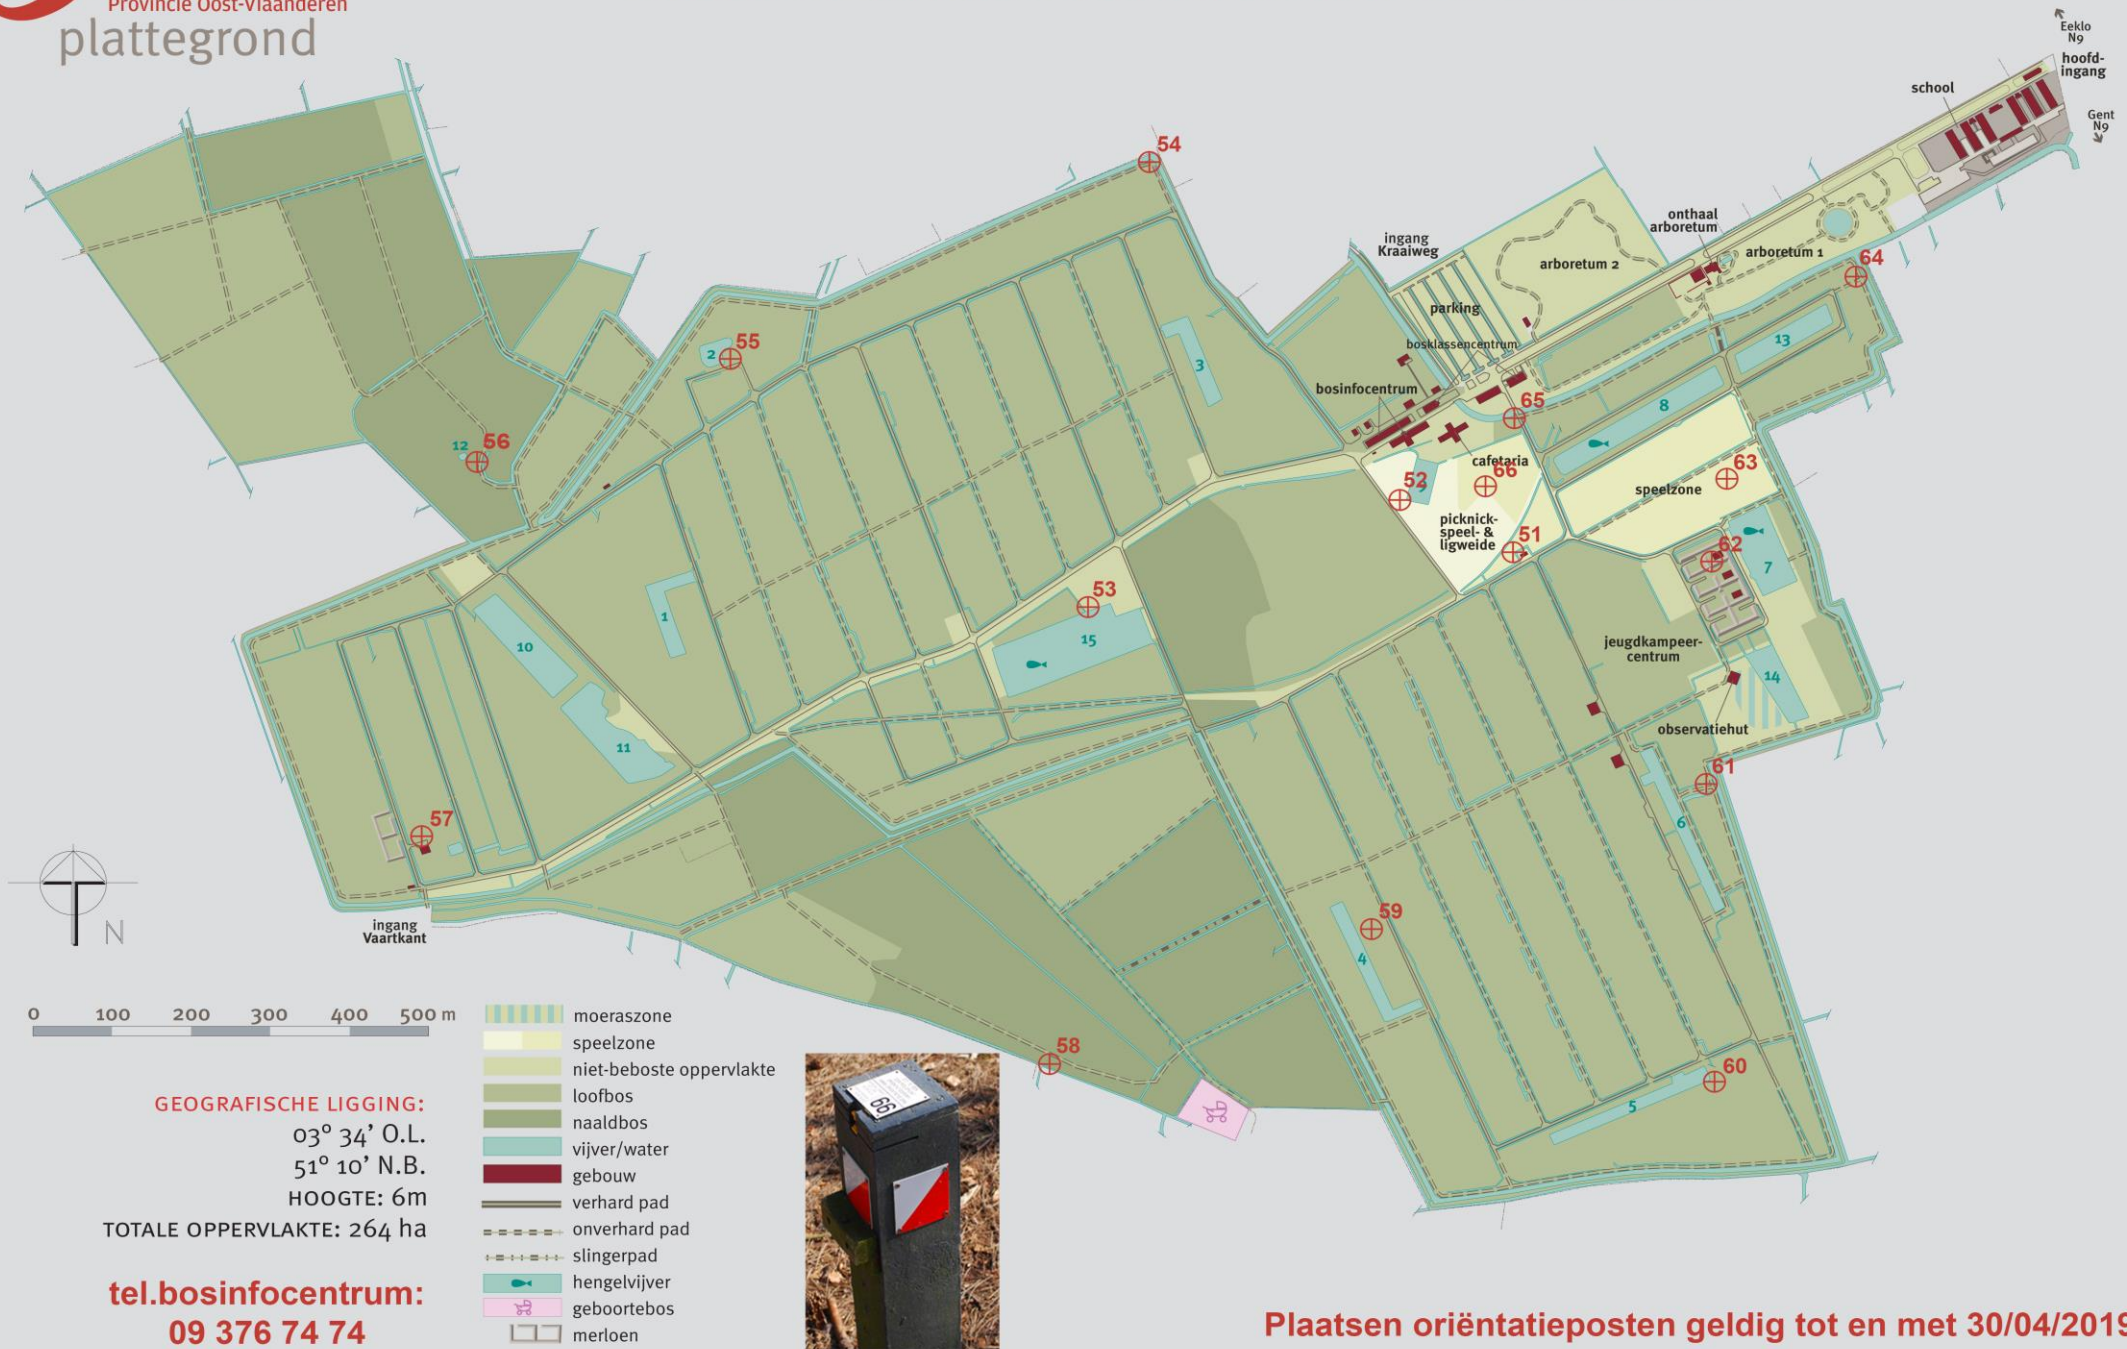 Provincie Oost-Vlaanderen
plattegrond
Eeklo
N9
hoofd-
ingang
school
Gent
N9
54
onthaal
arboretum
ingang
Kraaiweg
arboretum 2
arboretum 1
64
parking
2
55
3
13
bosklassencentrum
bosinfocentrum
8
65
12
56
cafetaria
52
66
63
speelzone
picknick-
speel- &
ligweide
51
62
7
53
1
15
10
jeugdkampeer-
centrum
14
11
observatiehut
61
57
6
N
ingang
Vaartkant
59
4
58
60
5
0 100 200 300 400 500 m
moeraszone
speelzone
niet-beboste oppervlakte
loofbos
naaldbos
vijver/water
gebouw
verhard pad
onverhard pad
slingerpad
hengelvijver
geboortebos
merloen
GEOGRAFISCHE LIGGING:
03° 34’ O.L.
51° 10’ N.B.
HOOGTE: 6m
TOTALE OPPERVLAKTE: 264 ha
tel.bosinfocentrum:
09 376 74 74
66
Plaatsen oriëntatieposten geldig tot en met 30/04/2019